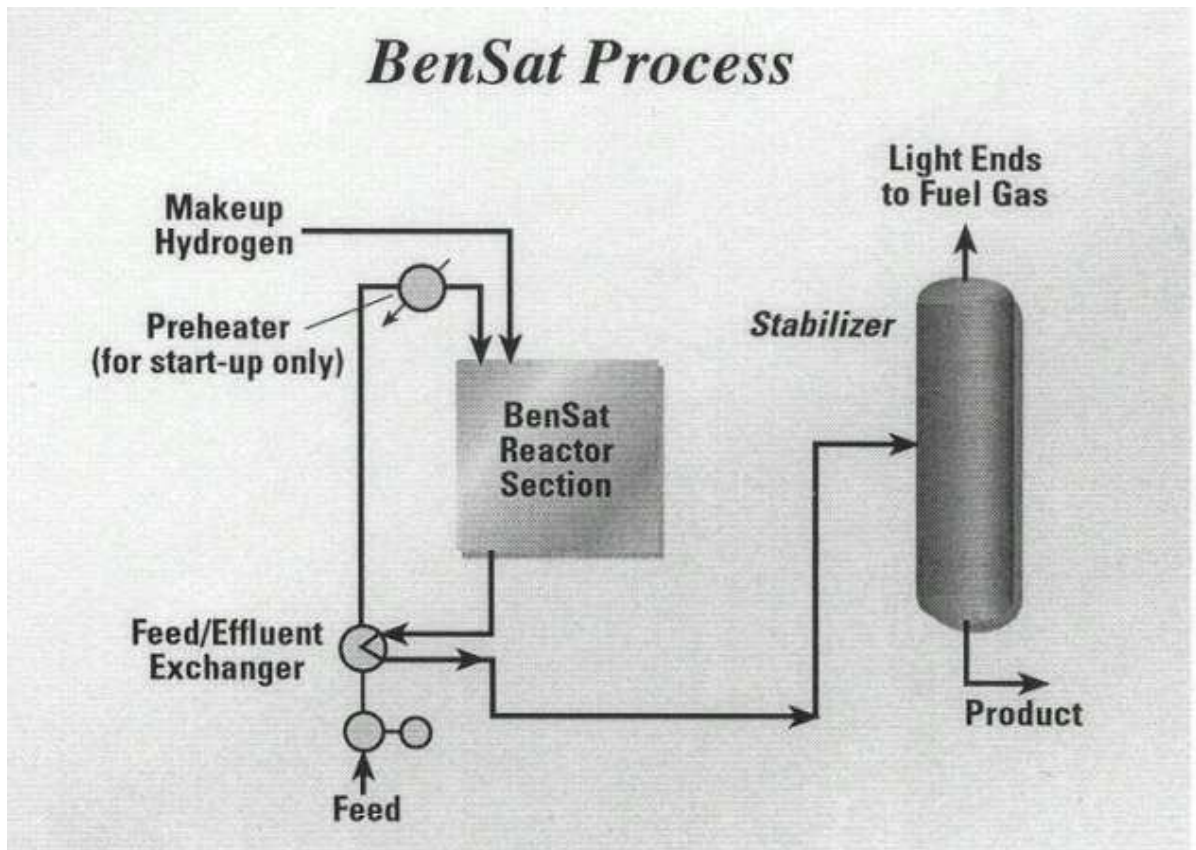 BenSat Process
Light Ends
to Fuel Gas
Makeup
Hydrogen
Preheater
(for start-up only)
Stabilizer
BenSat
Reactor
Section
Feed/Effluent
Exchanger
Product
Feed